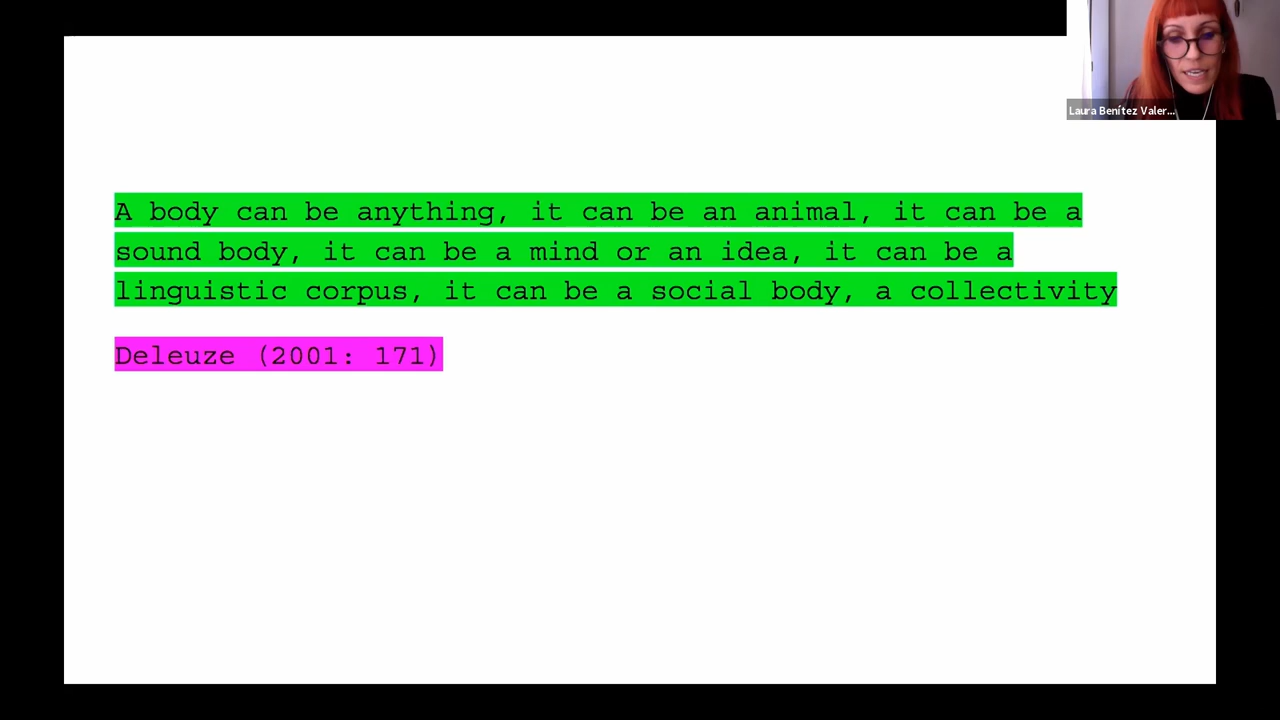 Laura Benítez Valer...
A body can be anything, it can be an animal, it can be a
sound body, it can be a mind or an idea, it can be a
linguistic corpus, it can be a social body, a collectivity
Deleuze (2001: 171)